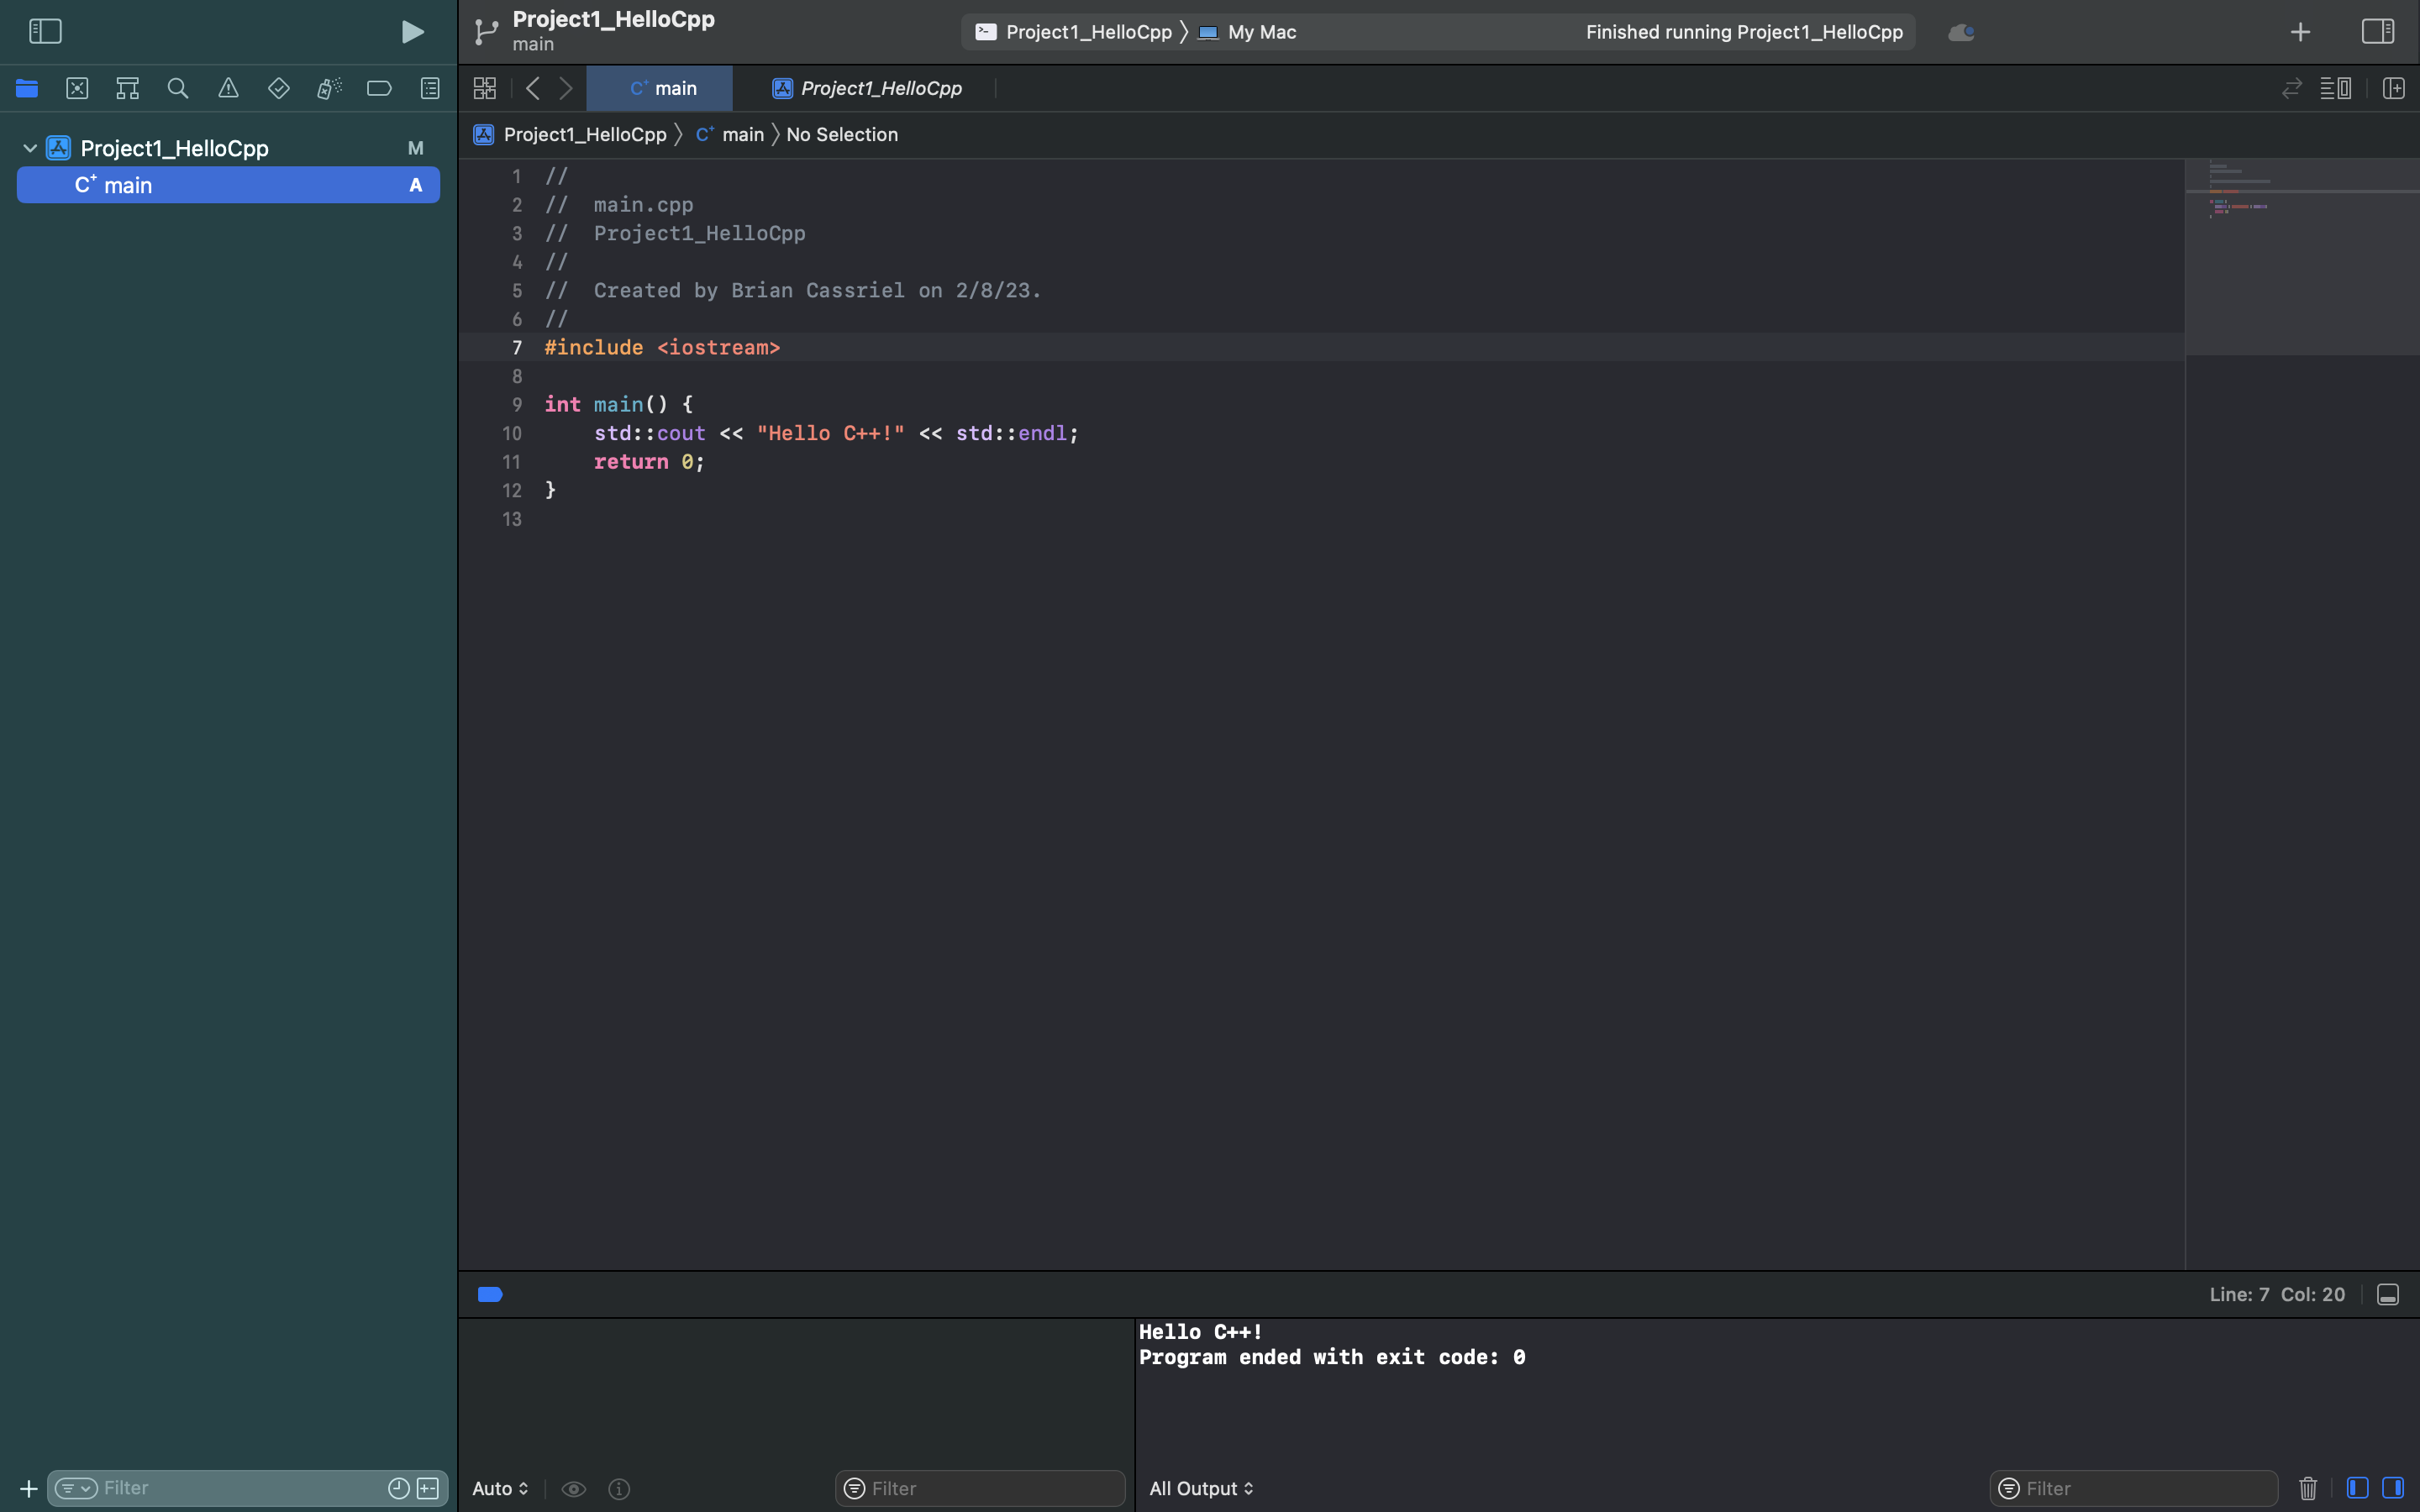 Project1_HelloCpp
main
Project1_HelloCpp
My Mac
Finished running Project1_HelloCpp
C+ main
Project1_HelloCpp
Project1_HelloCpp
C+ main
No Selection
Project1_HelloCpp M
C+ main A
1 //
2 //  main.cpp
3 //  Project1_HelloCpp
4 //
5 //  Created by Brian Cassriel on 2/8/23.
6 //
7 #include <iostream>
8
9 int main() {
10     std::cout << "Hello C++!" << std::endl;
11     return 0;
12 }
13
Line: 7 Col: 20
Hello C++!
Program ended with exit code: 0
Filter
Auto
Filter
All Output
Filter